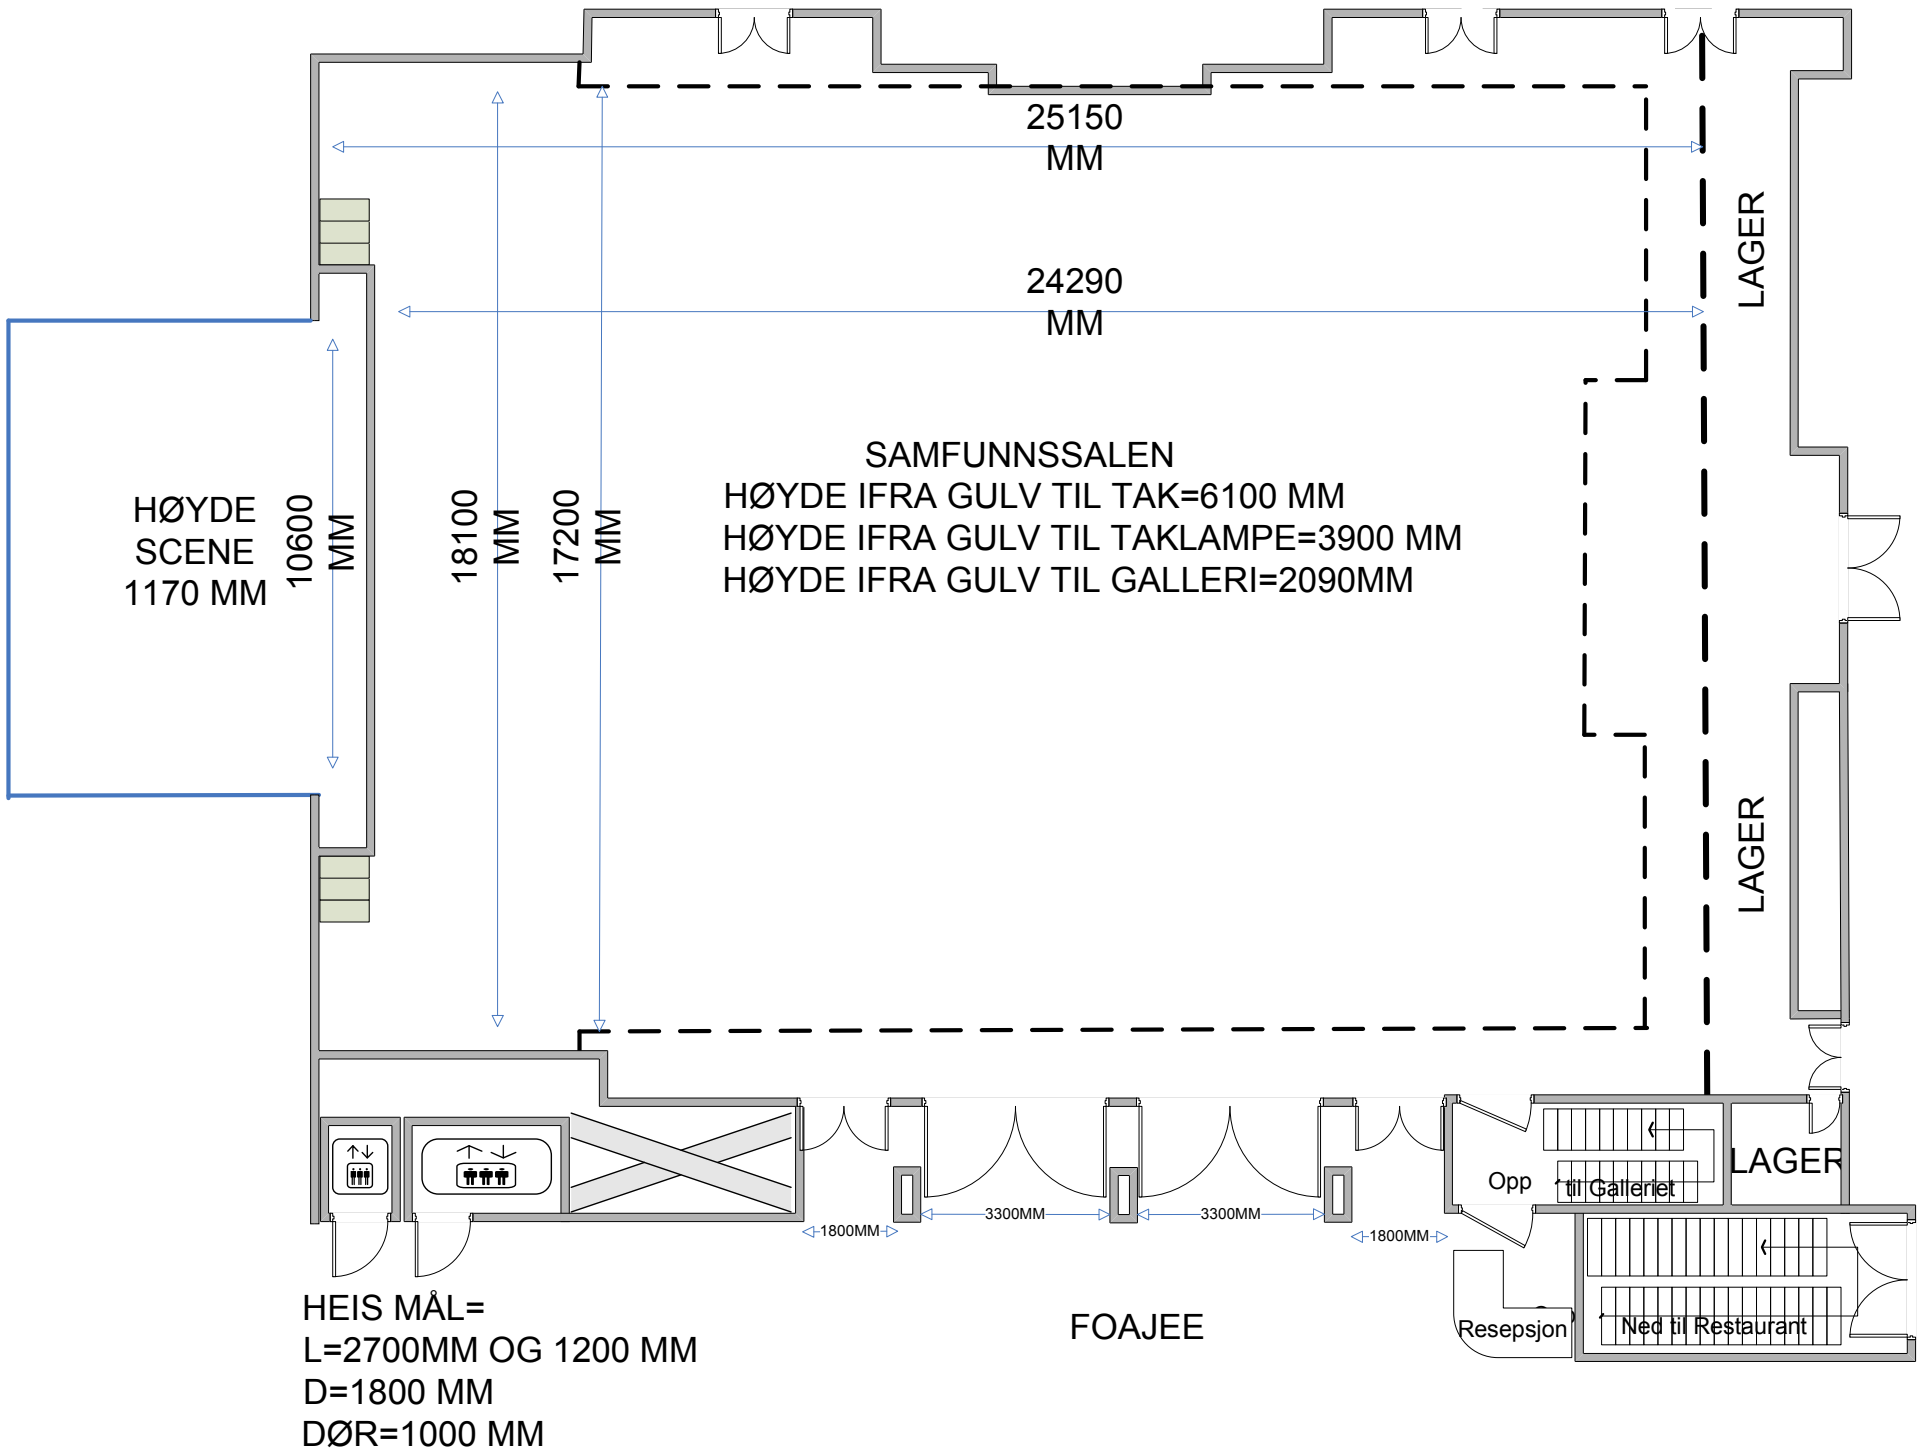 25150
MM
LAGER
24290
MM
SAMFUNNSSALEN
HØYDE IFRA GULV TIL TAK=6100 MM
HØYDE IFRA GULV TIL TAKLAMPE=3900 MM
HØYDE IFRA GULV TIL GALLERI=2090MM
HØYDE
SCENE
1170 MM
10600
MM
18100
MM
17200
MM
LAGER
LAGER
Opp
til Galleriet
1800MM
3300MM
3300MM
1800MM
Resepsjon
Ned til Restaurant
FOAJEE
HEIS MÅL=
L=2700MM OG 1200 MM
D=1800 MM
DØR=1000 MM